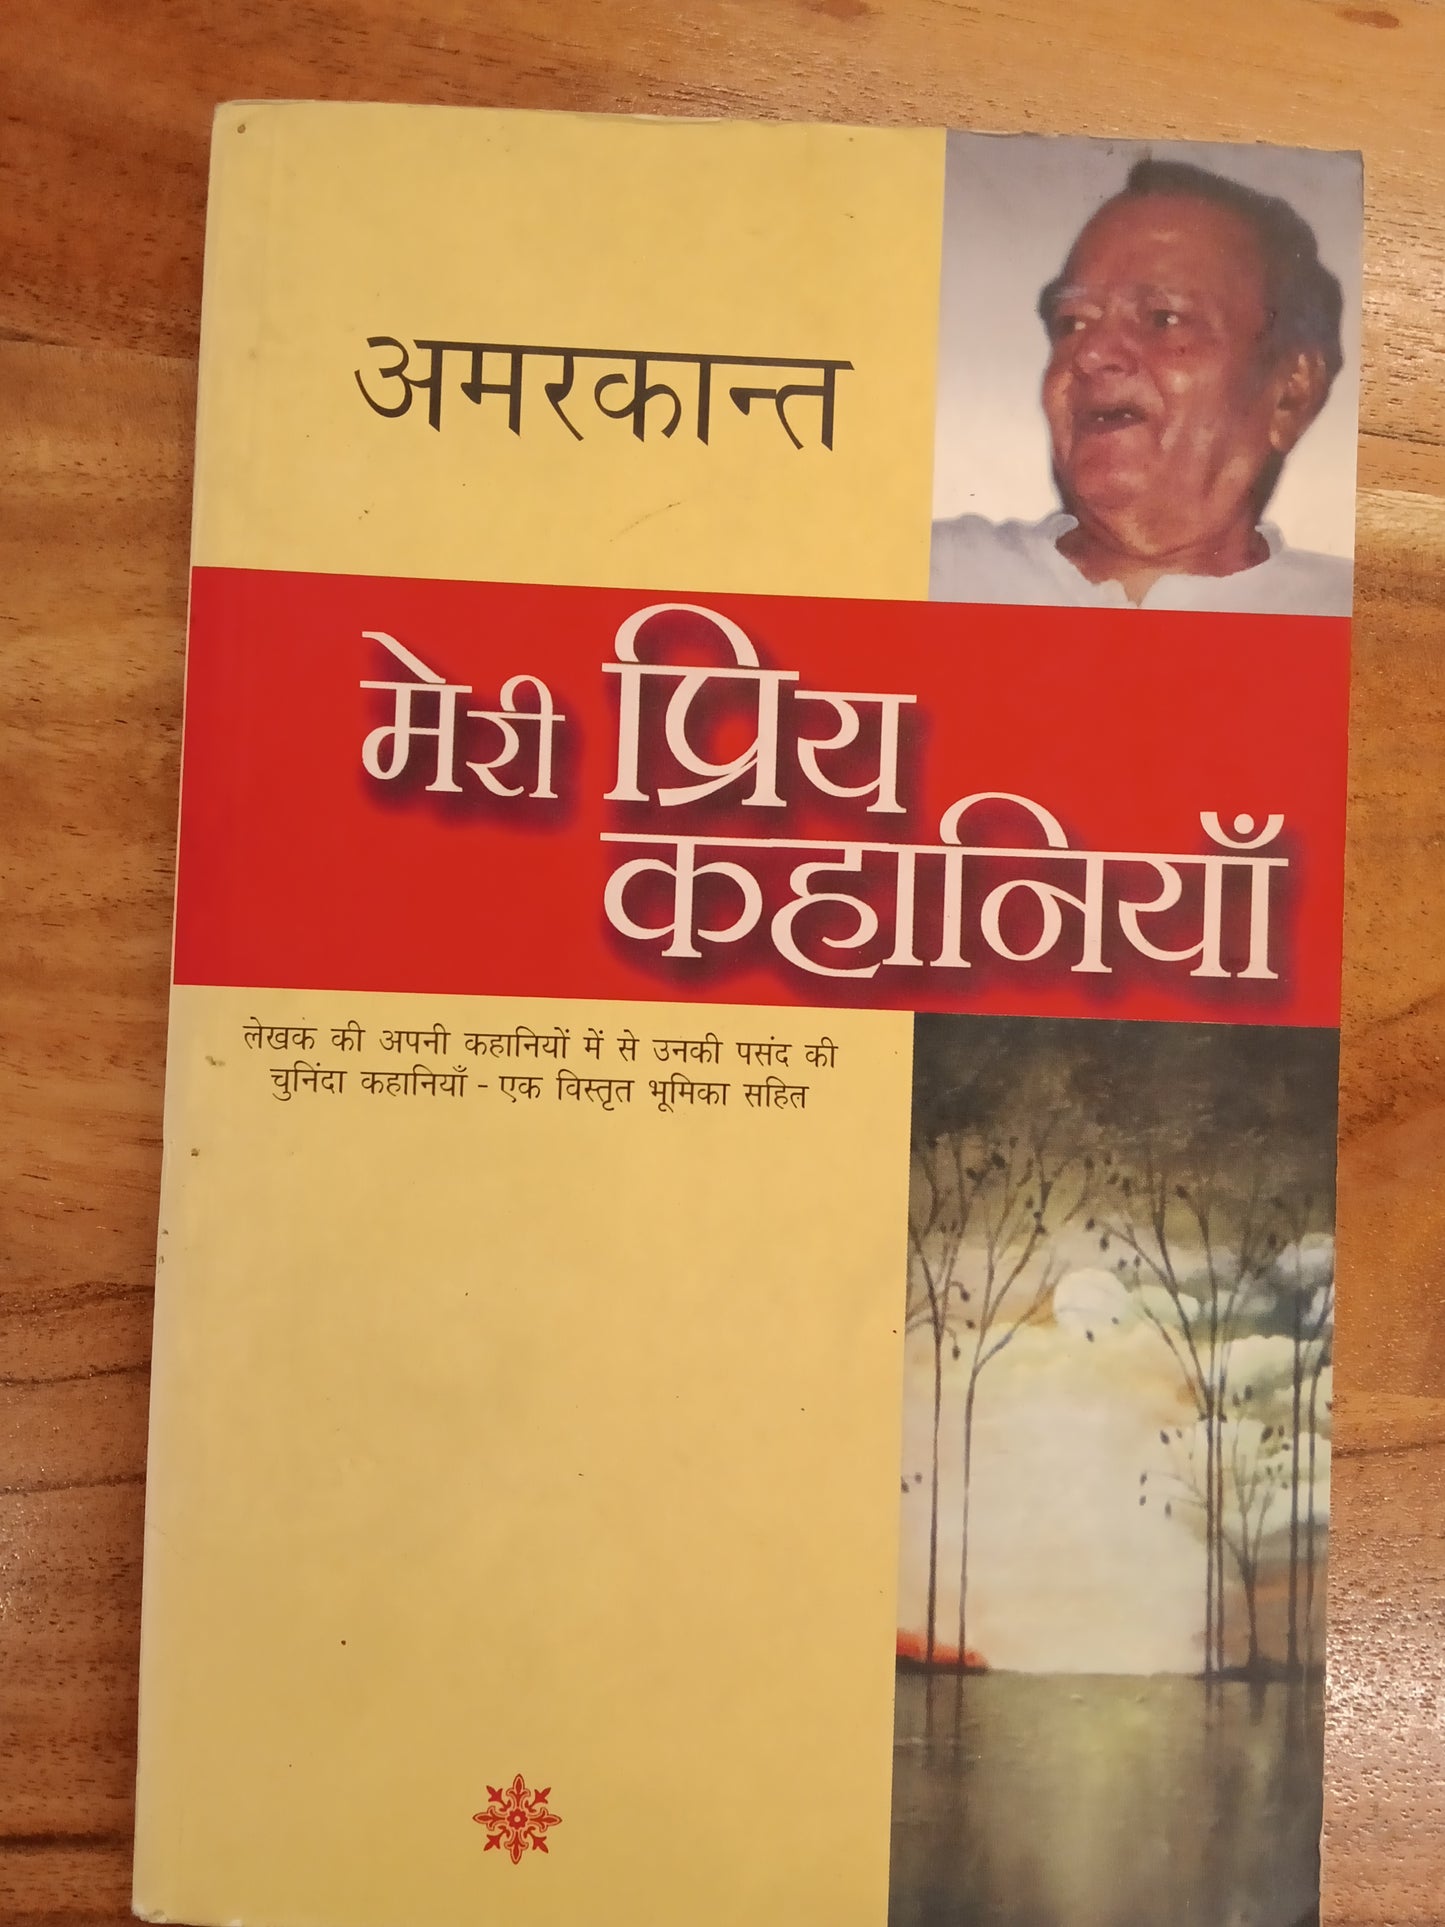 अमरकान्त
मेरी प्रिय
कहानियाँ
लेखक की अपनी कहानियों में से उनकी पसंद की
चुनिंदा कहानियाँ - एक विस्तृत भूमिका सहित